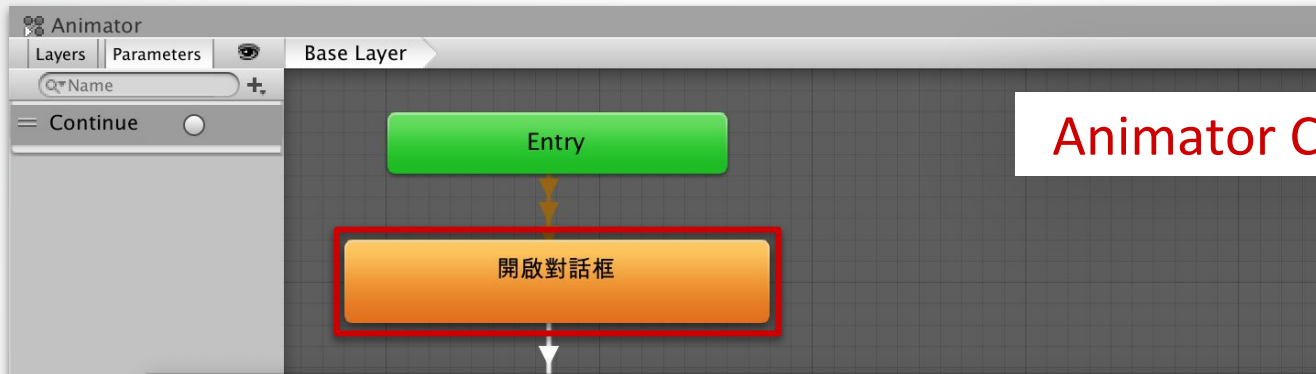 Animator
Layers
Parameters
Base Layer
Name
Continue
Entry
Animator C
開啟對話框